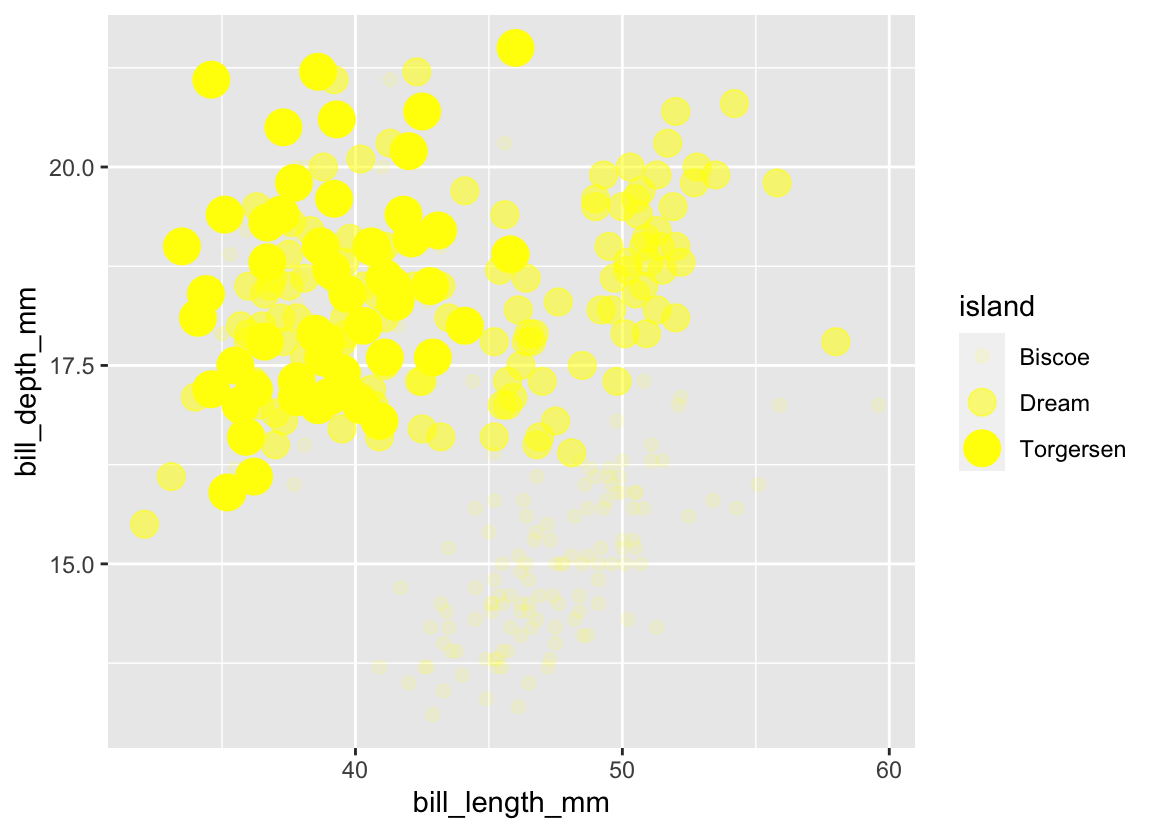 20.0
17.5
15.0
bill_depth_mm
40
50
60
bill_length_mm
island
Biscoe
Dream
Torgersen